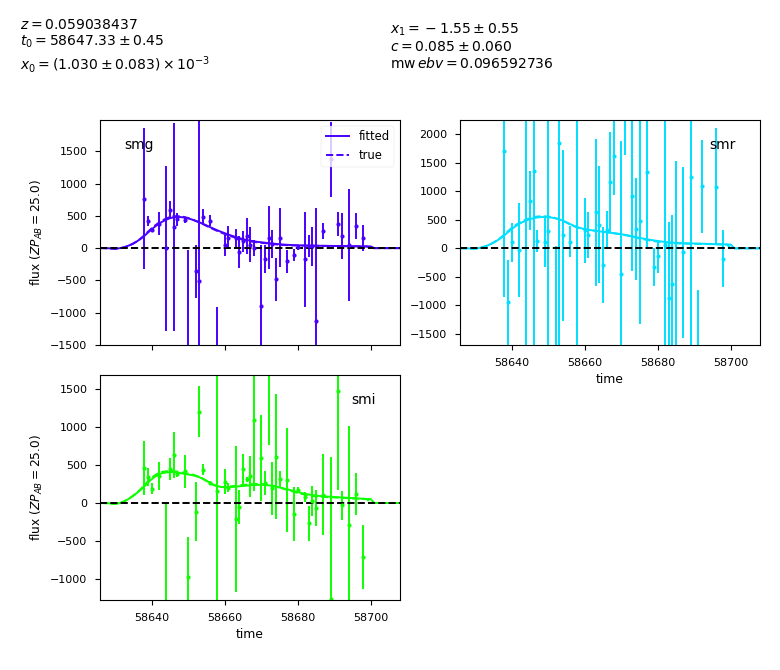 z = 0.059038437
t₀ = 58647.33 ± 0.45
x₀ = (1.030 ± 0.083) × 10⁻³
x₁ = −1.55 ± 0.55
c = 0.085 ± 0.060
mw ebv = 0.096592736
smg
fitted
true
flux (ZP_AB = 25.0)
1500
1000
500
0
−500
−1000
−1500
smr
2000
1500
1000
500
0
−500
−1000
−1500
58640 58660 58680 58700
time
smi
flux (ZP_AB = 25.0)
1500
1000
500
0
−500
−1000
58640 58660 58680 58700
time